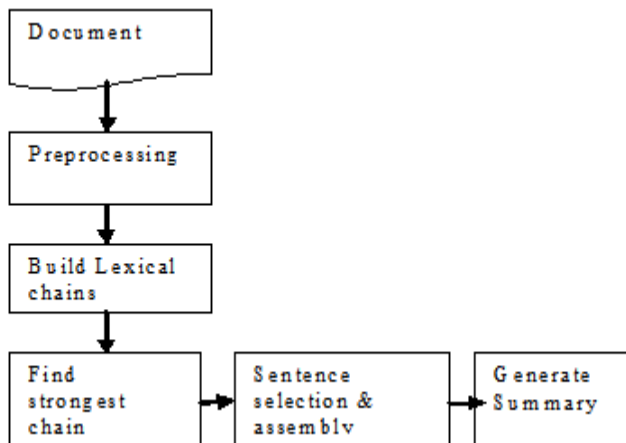 Document
Preprocessing
Build Lexical
chains
Find
strongest
chain
Sentence
selection &
assembly
Generate
Summary